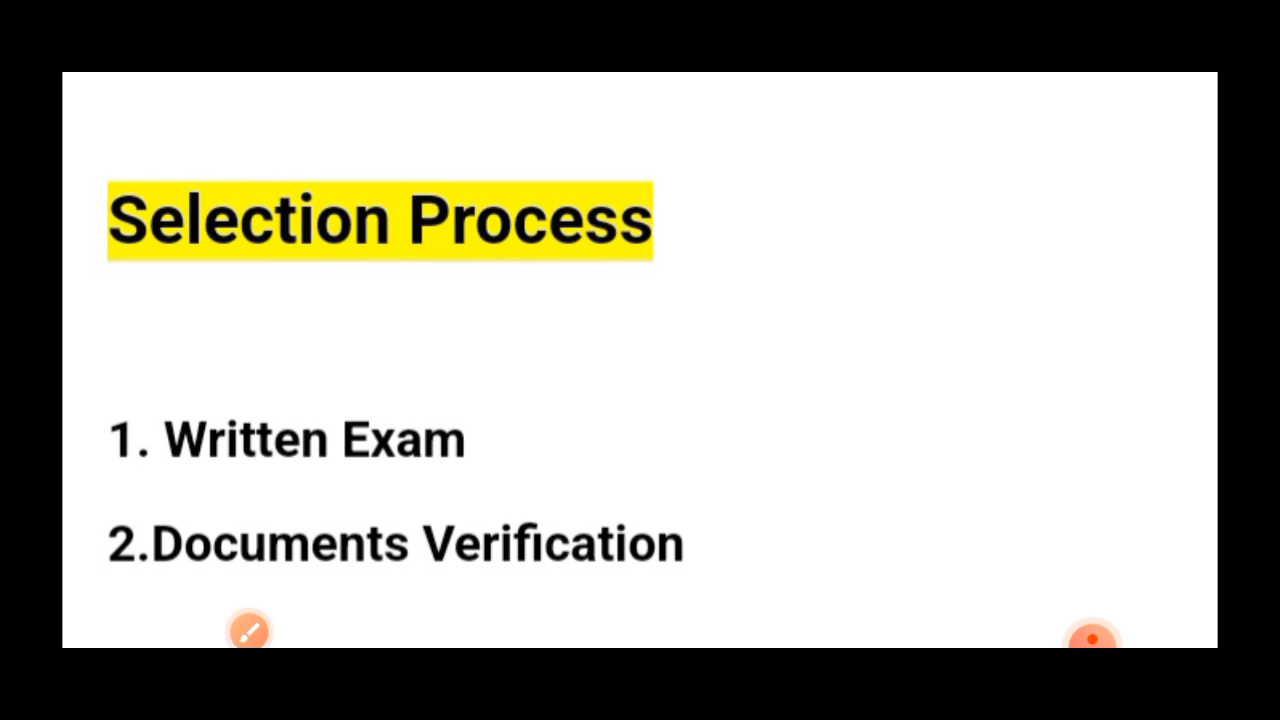 Selection Process
1. Written Exam
2.Documents Verification